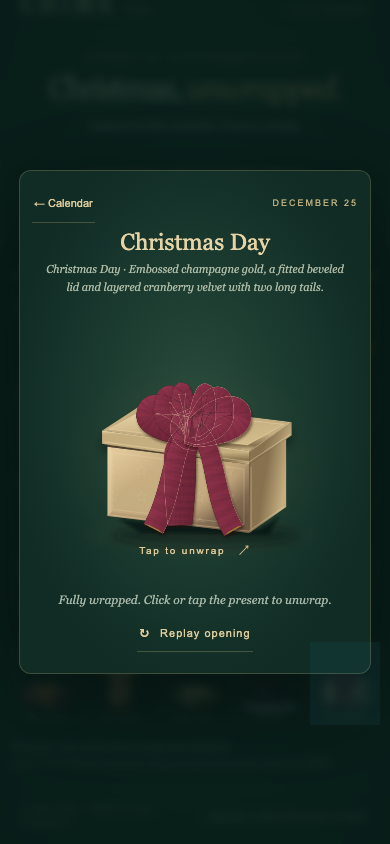 ← Calendar
DECEMBER 25
Christmas Day
Christmas Day · Embossed champagne gold, a fitted beveled
lid and layered cranberry velvet with two long tails.
Tap to unwrap ↗
Fully wrapped. Click or tap the present to unwrap.
↻ Replay opening